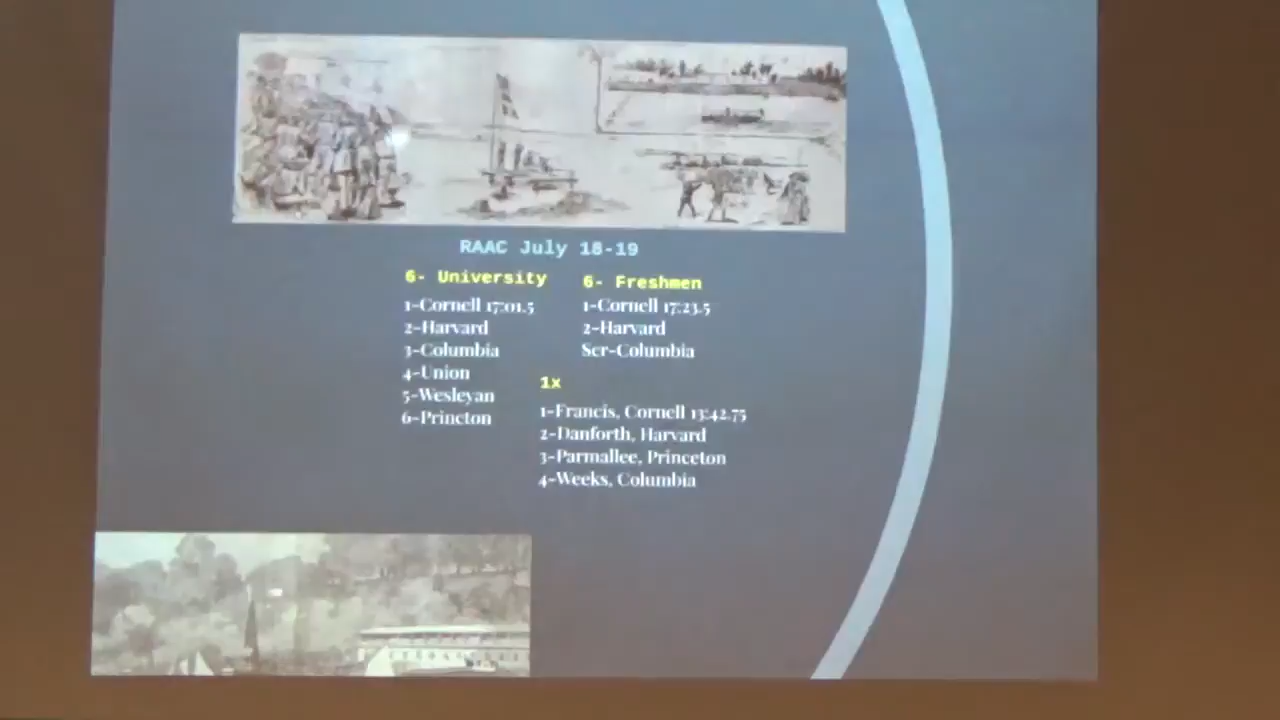 RAAC July 18-19
6- University
1-Cornell 17:01.5
2-Harvard
3-Columbia
4-Union
5-Wesleyan
6-Princton
6- Freshmen
1-Cornell 17:23.5
2-Harvard
Scr-Columbia
1x
1-Francis, Cornell 13:42.75
2-Danforth, Harvard
3-Parmallee, Princeton
4-Weeks, Columbia